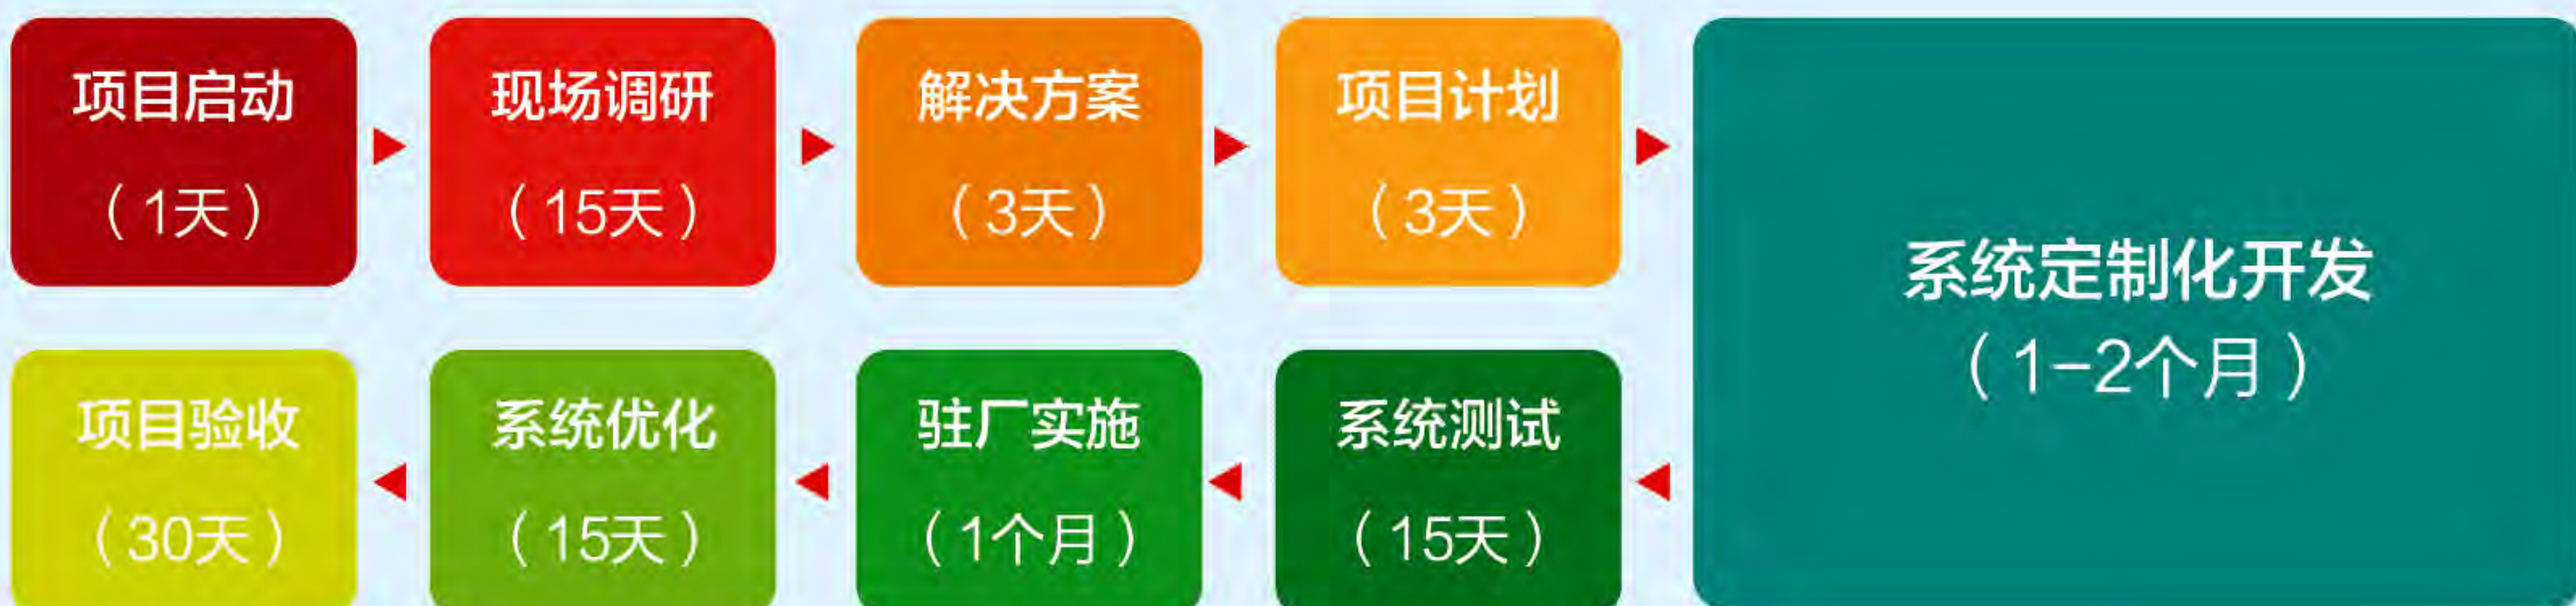 项目启动
（1天）
现场调研
（15天）
解决方案
（3天）
项目计划
（3天）
系统定制化开发
（1-2个月）
系统测试
（15天）
驻厂实施
（1个月）
系统优化
（15天）
项目验收
（30天）